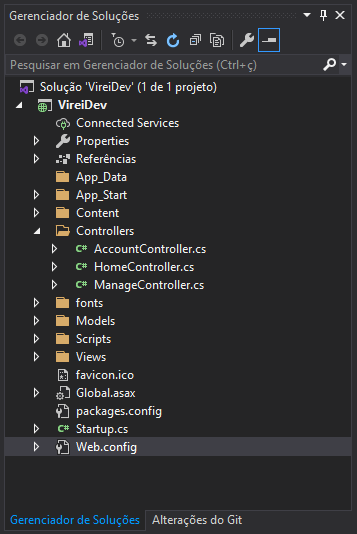 Gerenciador de Soluções
Pesquisar em Gerenciador de Soluções (Ctrl+ç)
Solução 'VireiDev' (1 de 1 projeto)
VireiDev
Connected Services
Properties
Referências
App_Data
App_Start
Content
Controllers
C# AccountController.cs
C# HomeController.cs
C# ManageController.cs
fonts
Models
Scripts
Views
favicon.ico
Global.asax
packages.config
C# Startup.cs
Web.config
Gerenciador de Soluções Alterações do Git